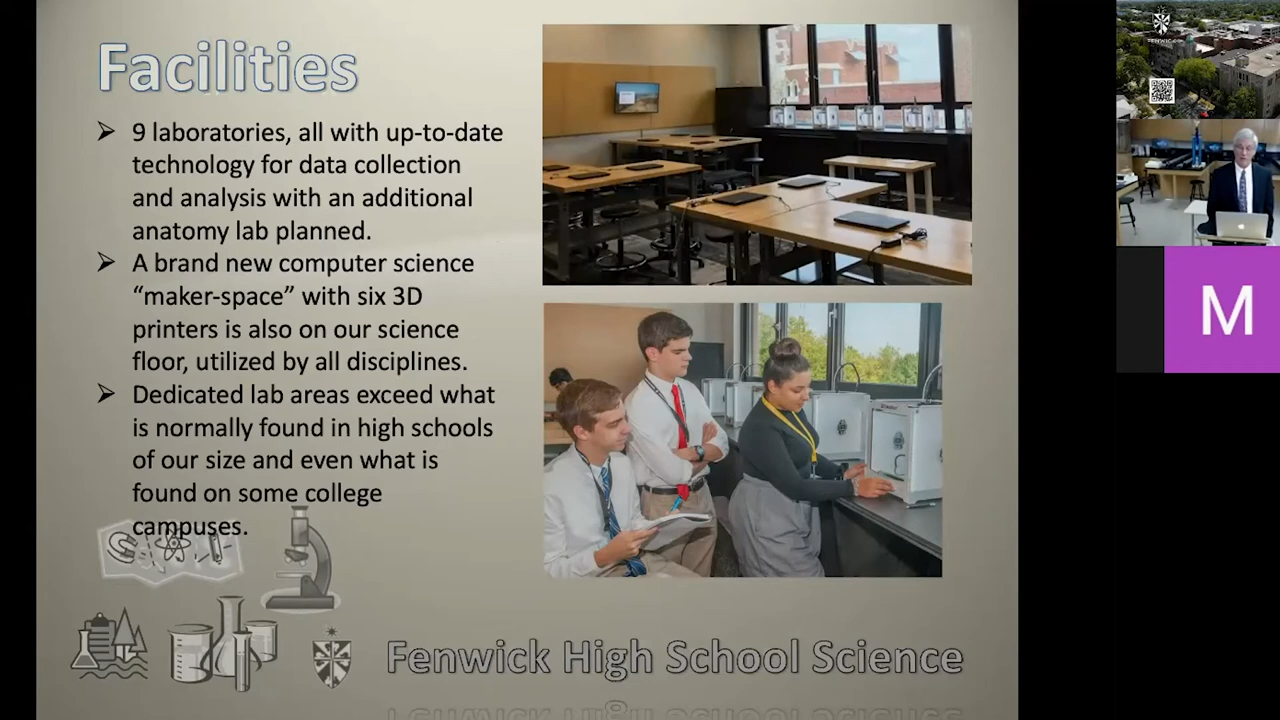 Facilities
9 laboratories, all with up-to-date
technology for data collection
and analysis with an additional
anatomy lab planned.
A brand new computer science
“maker-space” with six 3D
printers is also on our science
floor, utilized by all disciplines.
Dedicated lab areas exceed what
is normally found in high schools
of our size and even what is
found on some college
campuses.
Fenwick High School Science
FENWICK
M